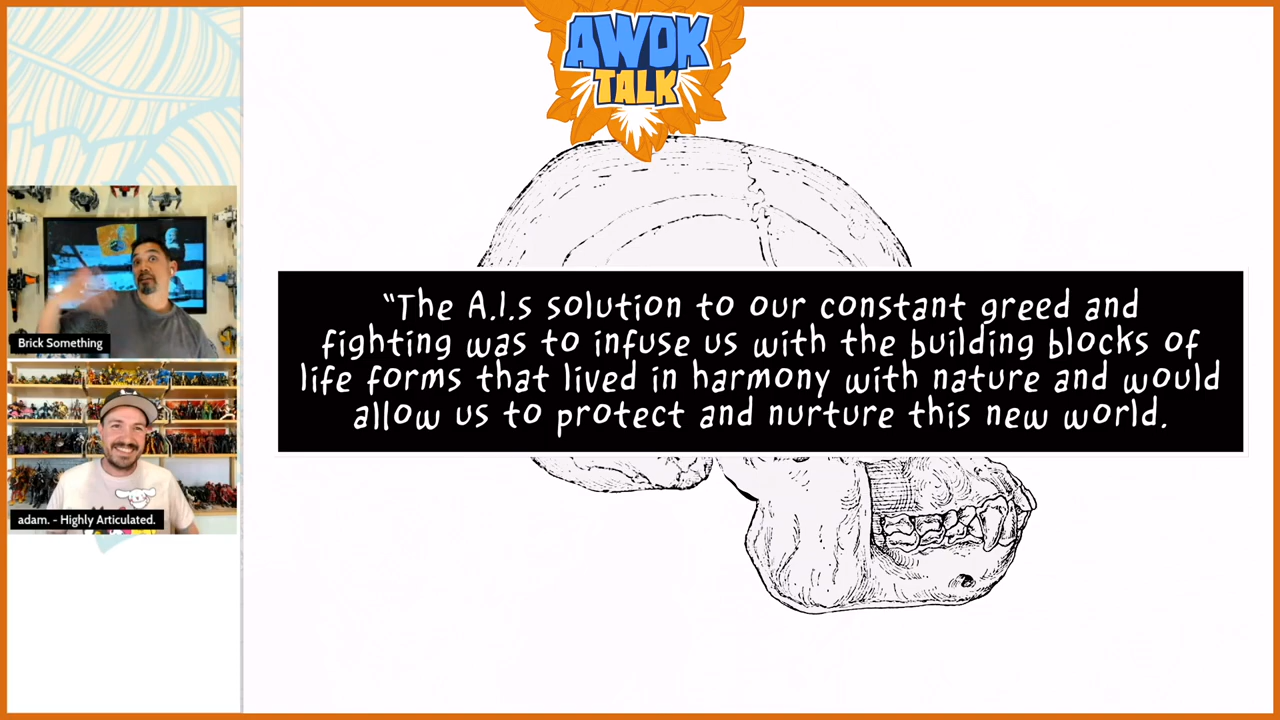 AWOK
TALK
“The A.I.s solution to our constant greed and
fighting was to infuse us with the building blocks of
life forms that lived in harmony with nature and would
allow us to protect and nurture this new world.
Brick Something
adam. - Highly Articulated.